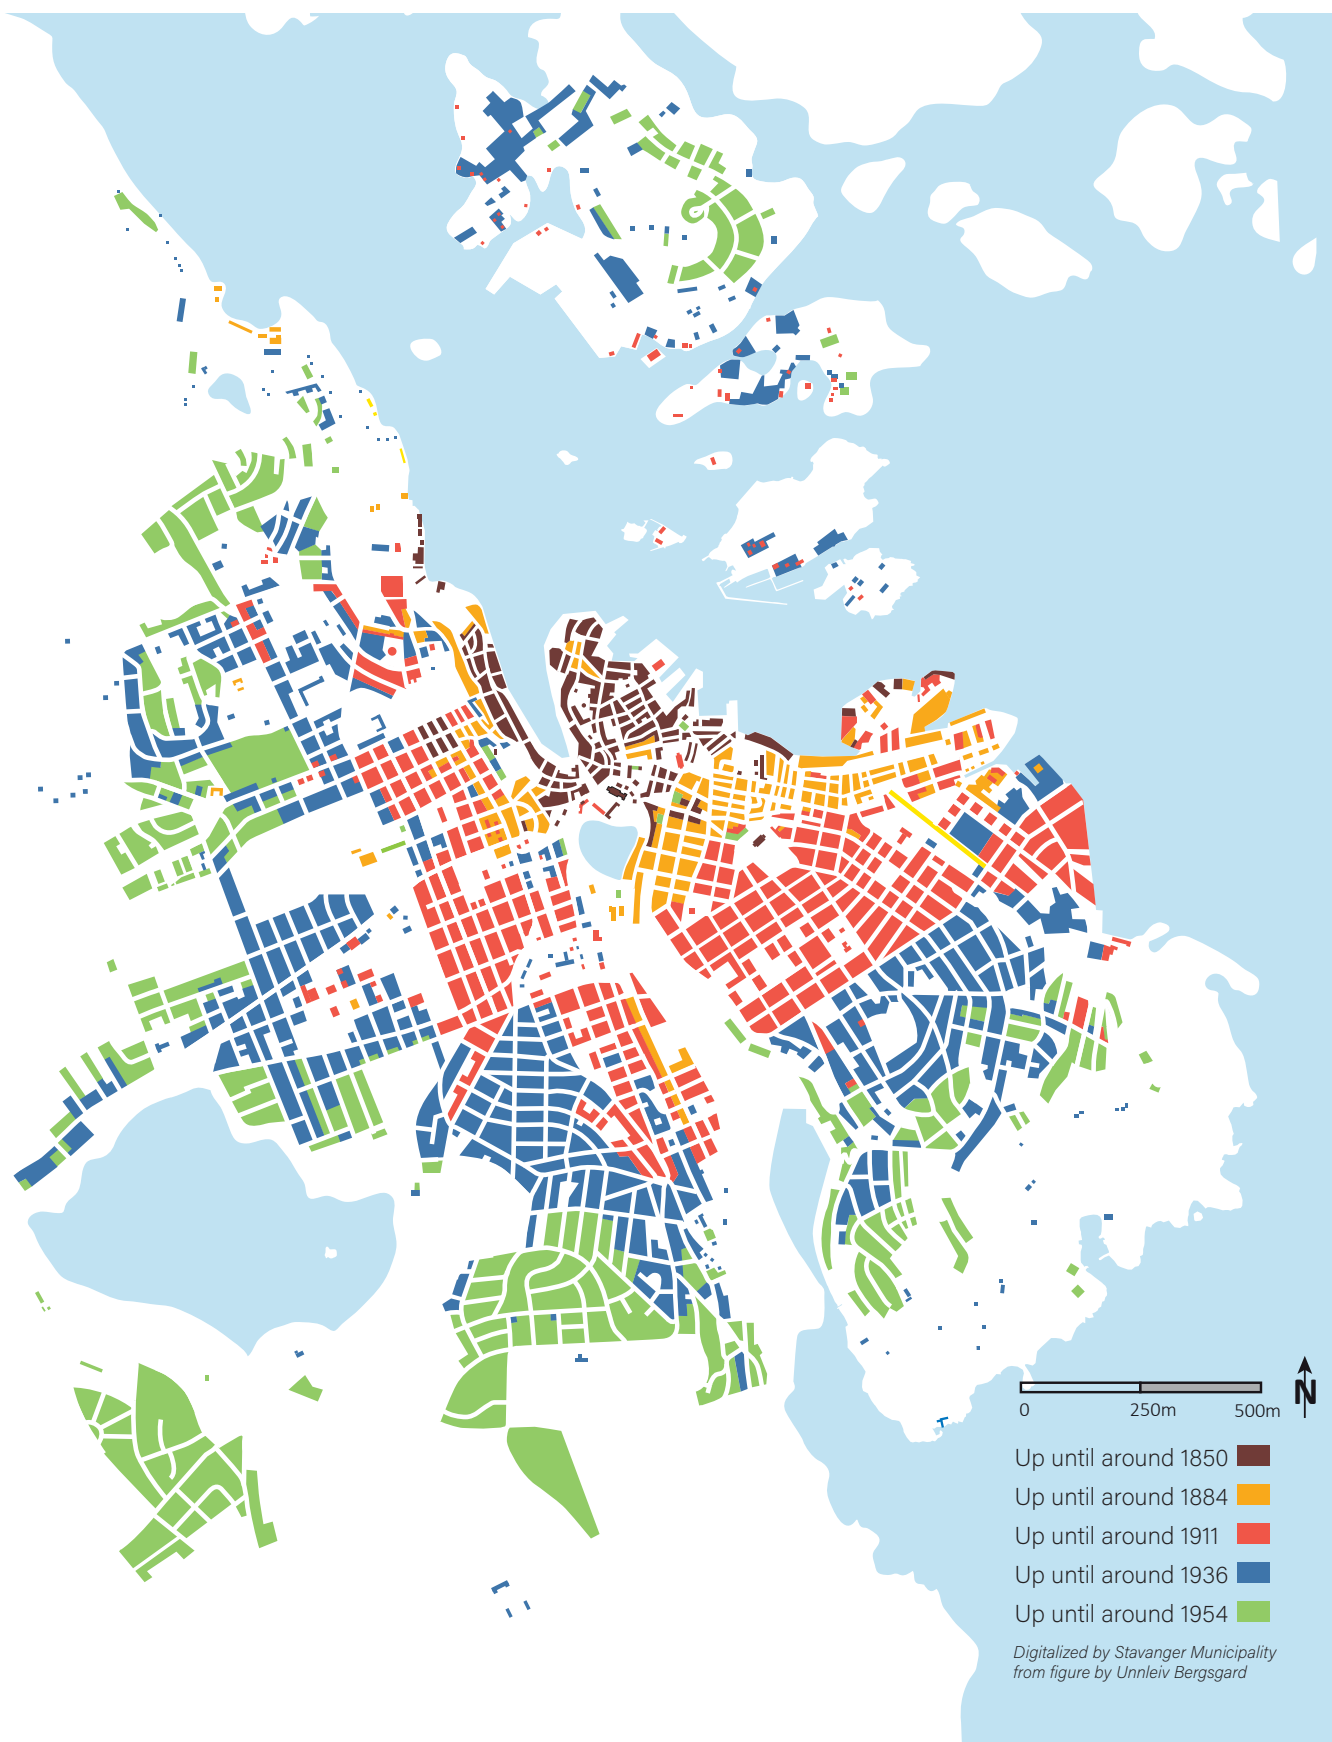 N
0 250m 500m
Up until around 1850
Up until around 1884
Up until around 1911
Up until around 1936
Up until around 1954
Digitalized by Stavanger Municipality
from figure by Unnleiv Bergsgard